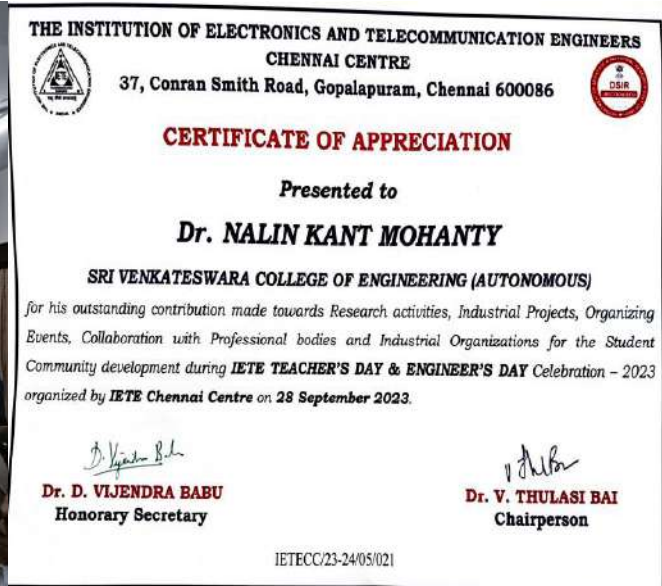 THE INSTITUTION OF ELECTRONICS AND TELECOMMUNICATION ENGINEERS
CHENNAI CENTRE
37, Conran Smith Road, Gopalapuram, Chennai 600086
IETE
DSIR
CERTIFICATE OF APPRECIATION
Presented to
Dr. NALIN KANT MOHANTY
SRI VENKATESWARA COLLEGE OF ENGINEERING (AUTONOMOUS)
for his outstanding contribution made towards Research activities, Industrial Projects, Organizing
Events, Collaboration with Professional bodies and Industrial Organizations for the Student
Community development during IETE TEACHER'S DAY & ENGINEER'S DAY Celebration – 2023
organized by IETE Chennai Centre on 28 September 2023.
Dr. D. VIJENDRA BABU
Honorary Secretary
Dr. V. THULASI BAI
Chairperson
IETECC/23-24/05/021